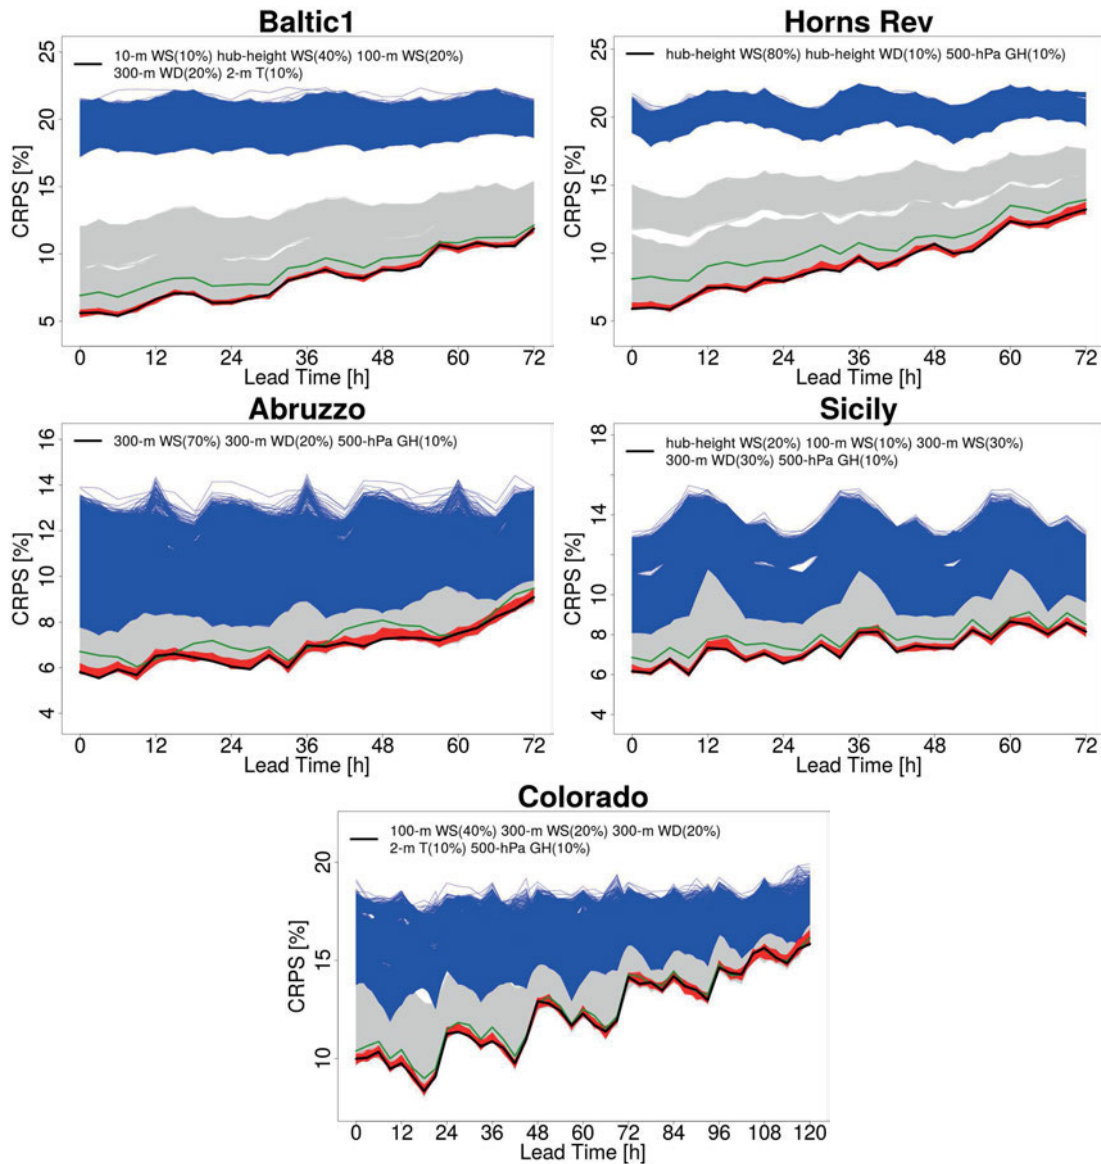 Baltic1
10-m WS(10%) hub-height WS(40%) 100-m WS(20%)
300-m WD(20%) 2-m T(10%)
CRPS [%]
25
20
15
10
5
0 12 24 36 48 60 72
Lead Time [h]
Horns Rev
hub-height WS(80%) hub-height WD(10%) 500-hPa GH(10%)
CRPS [%]
25
20
15
10
5
0 12 24 36 48 60 72
Lead Time [h]
Abruzzo
300-m WS(70%) 300-m WD(20%) 500-hPa GH(10%)
CRPS [%]
16
14
12
10
8
6
4
0 12 24 36 48 60 72
Lead Time [h]
Sicily
hub-height WS(20%) 100-m WS(10%) 300-m WS(30%)
300-m WD(30%) 500-hPa GH(10%)
CRPS [%]
18
14
10
8
6
4
0 12 24 36 48 60 72
Lead Time [h]
Colorado
100-m WS(40%) 300-m WS(20%) 300-m WD(20%)
2-m T(10%) 500-hPa GH(10%)
CRPS [%]
20
15
10
0 12 24 36 48 60 72 84 96 108 120
Lead Time [h]